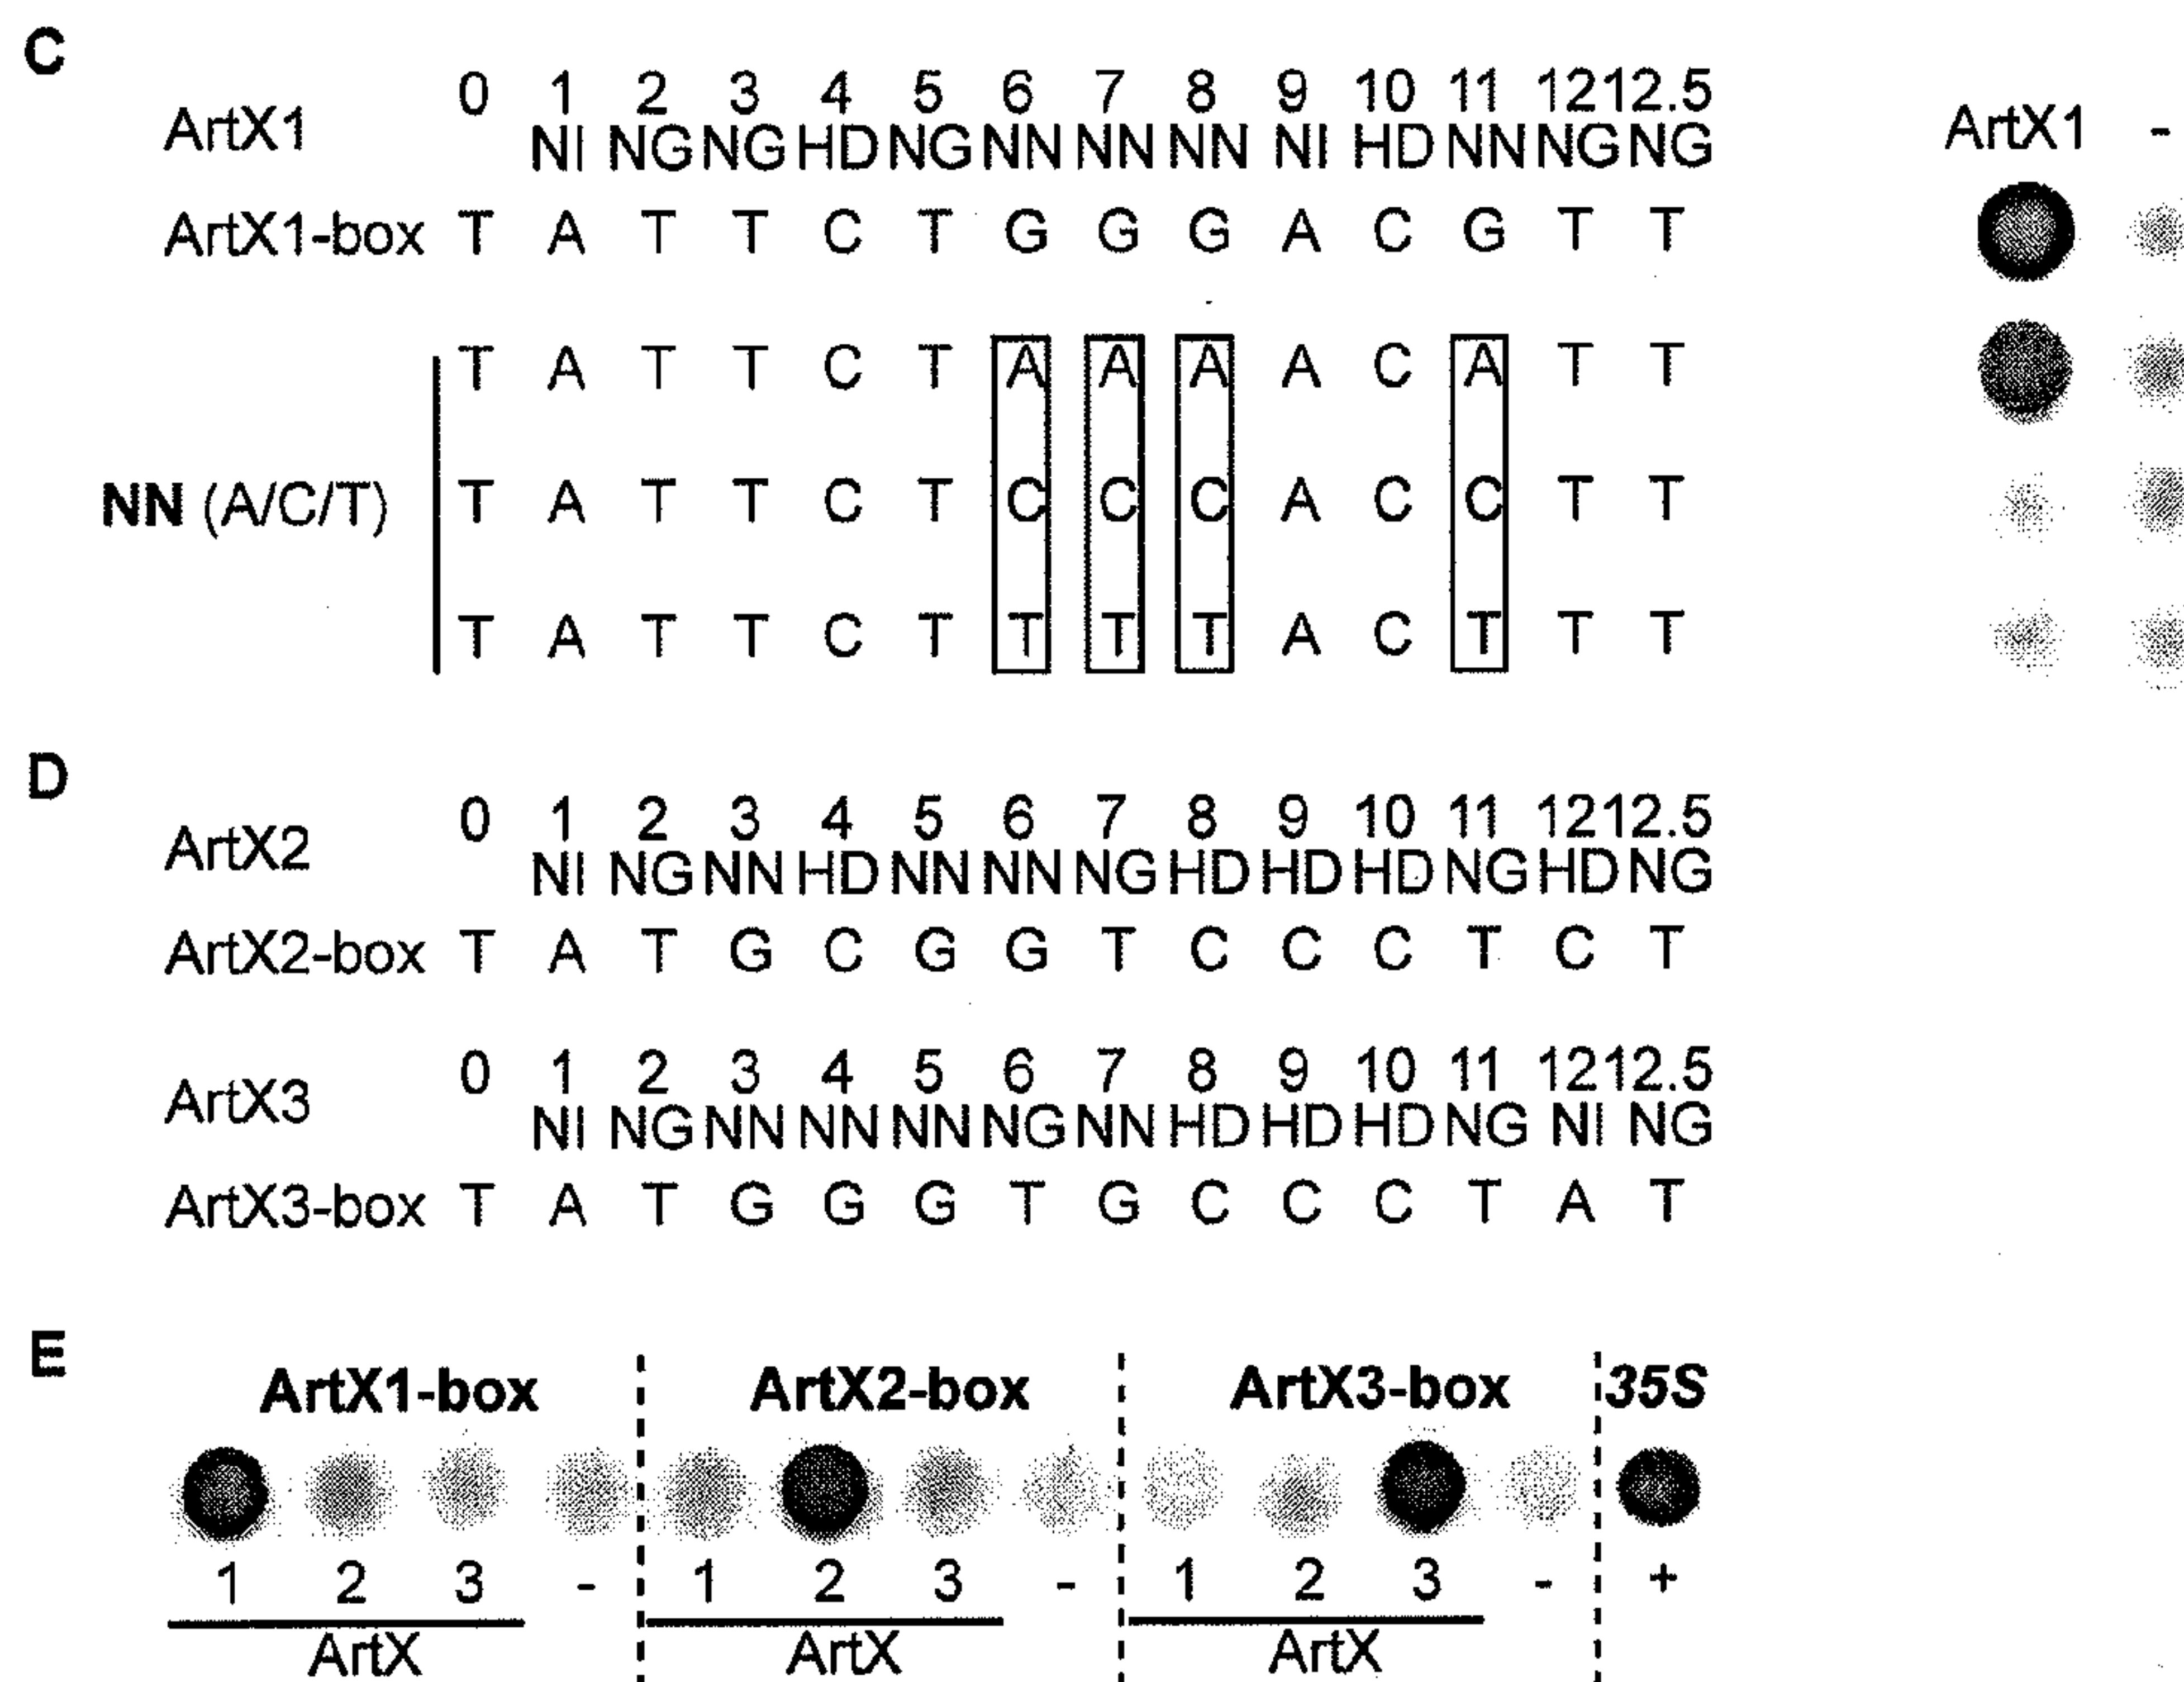 C
0 1 2 3 4 5 6 7 8 9 10 11 12 12.5
ArtX1 NI NG NG HD NG NN NN NN NI HD NN NG NG ArtX1 -
ArtX1-box T A T T C T G G G A C G T T
T A T T C T A A A A C A T T
NN (A/C/T) T A T T C T C C C A C C T T
T A T T C T T T T A C T T T
D
0 1 2 3 4 5 6 7 8 9 10 11 12 12.5
ArtX2 NI NG NN HD NN NN NG HD HD HD NG HD NG
ArtX2-box T A T G C G G T C C C T C T
0 1 2 3 4 5 6 7 8 9 10 11 12 12.5
ArtX3 NI NG NN NN NN NG NN HD HD HD NG NI NG
ArtX3-box T A T G G G T G C C C T A T
E
ArtX1-box ArtX2-box ArtX3-box 35S
1 2 3 - 1 2 3 - 1 2 3 - +
ArtX ArtX ArtX